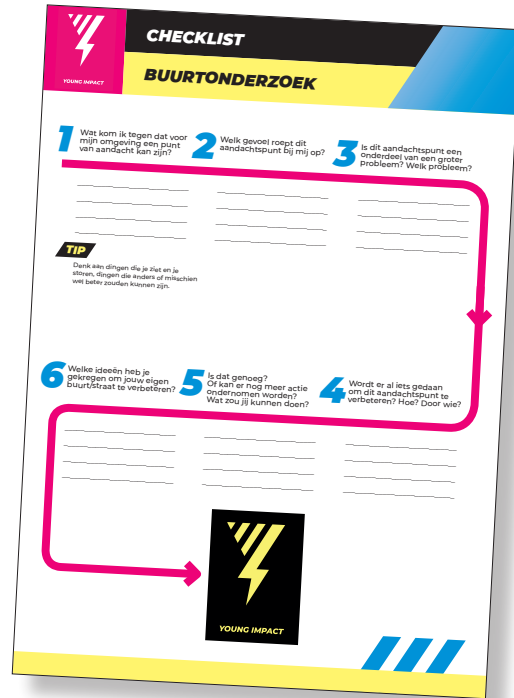 YOUNG IMPACT
CHECKLIST
BUURTONDERZOEK
1
Wat kom ik tegen dat voor
mijn omgeving een punt
van aandacht kan zijn?
2
Welk gevoel roept dit
aandachtspunt bij mij op?
3
Is dit aandachtspunt een
onderdeel van een groter
probleem? Welk probleem?
TIP
Denk aan dingen die je ziet en je
storen, dingen die anders of misschien
wel beter zouden kunnen zijn.
4
Wordt er al iets gedaan
om dit aandachtspunt te
verbeteren? Hoe? Door wie?
5
Is dat genoeg?
Of kan er nog meer actie
ondernomen worden?
Wat zou jij kunnen doen?
6
Welke ideeën heb je
gekregen om jouw eigen
buurt/straat te verbeteren?
YOUNG IMPACT